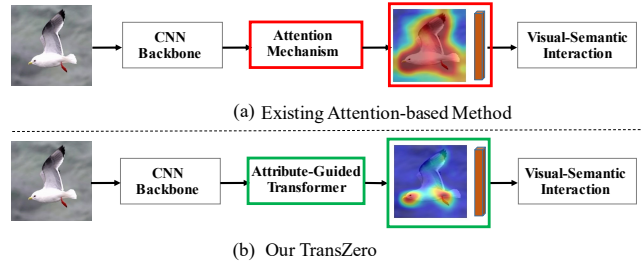 CNN
Backbone
Attention
Mechanism
Visual-Semantic
Interaction
(a) Existing Attention-based Method
CNN
Backbone
Attribute-Guided
Transformer
Visual-Semantic
Interaction
(b) Our TransZero